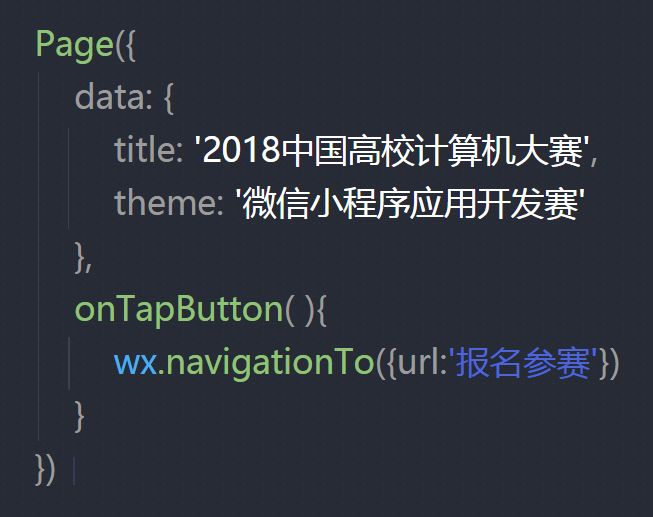 Page({
data: {
title: '2018中国高校计算机大赛',
theme: '微信小程序应用开发赛'
},
onTapButton( ){
wx.navigationTo({url:'报名参赛'})
}
})